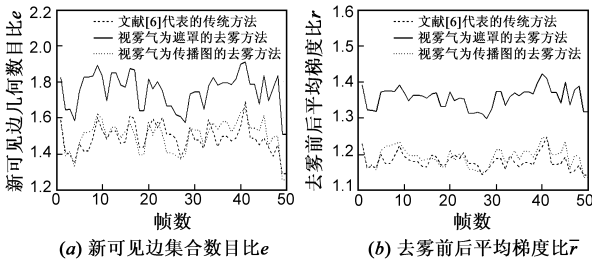 新可见边几何数目比e
2.2
2.0
1.8
1.6
1.4
1.2
文献[6]代表的传统方法
视雾气为遮罩的去雾方法
视雾气为传播图的去雾方法
0 10 20 30 40 50
帧数
(a) 新可见边集合数目比e
去雾前后平均梯度比r
1.6
1.5
1.4
1.3
1.2
1.1
文献[6]代表的传统方法
视雾气为遮罩的去雾方法
视雾气为传播图的去雾方法
0 10 20 30 40 50
帧数
(b) 去雾前后平均梯度比r̅